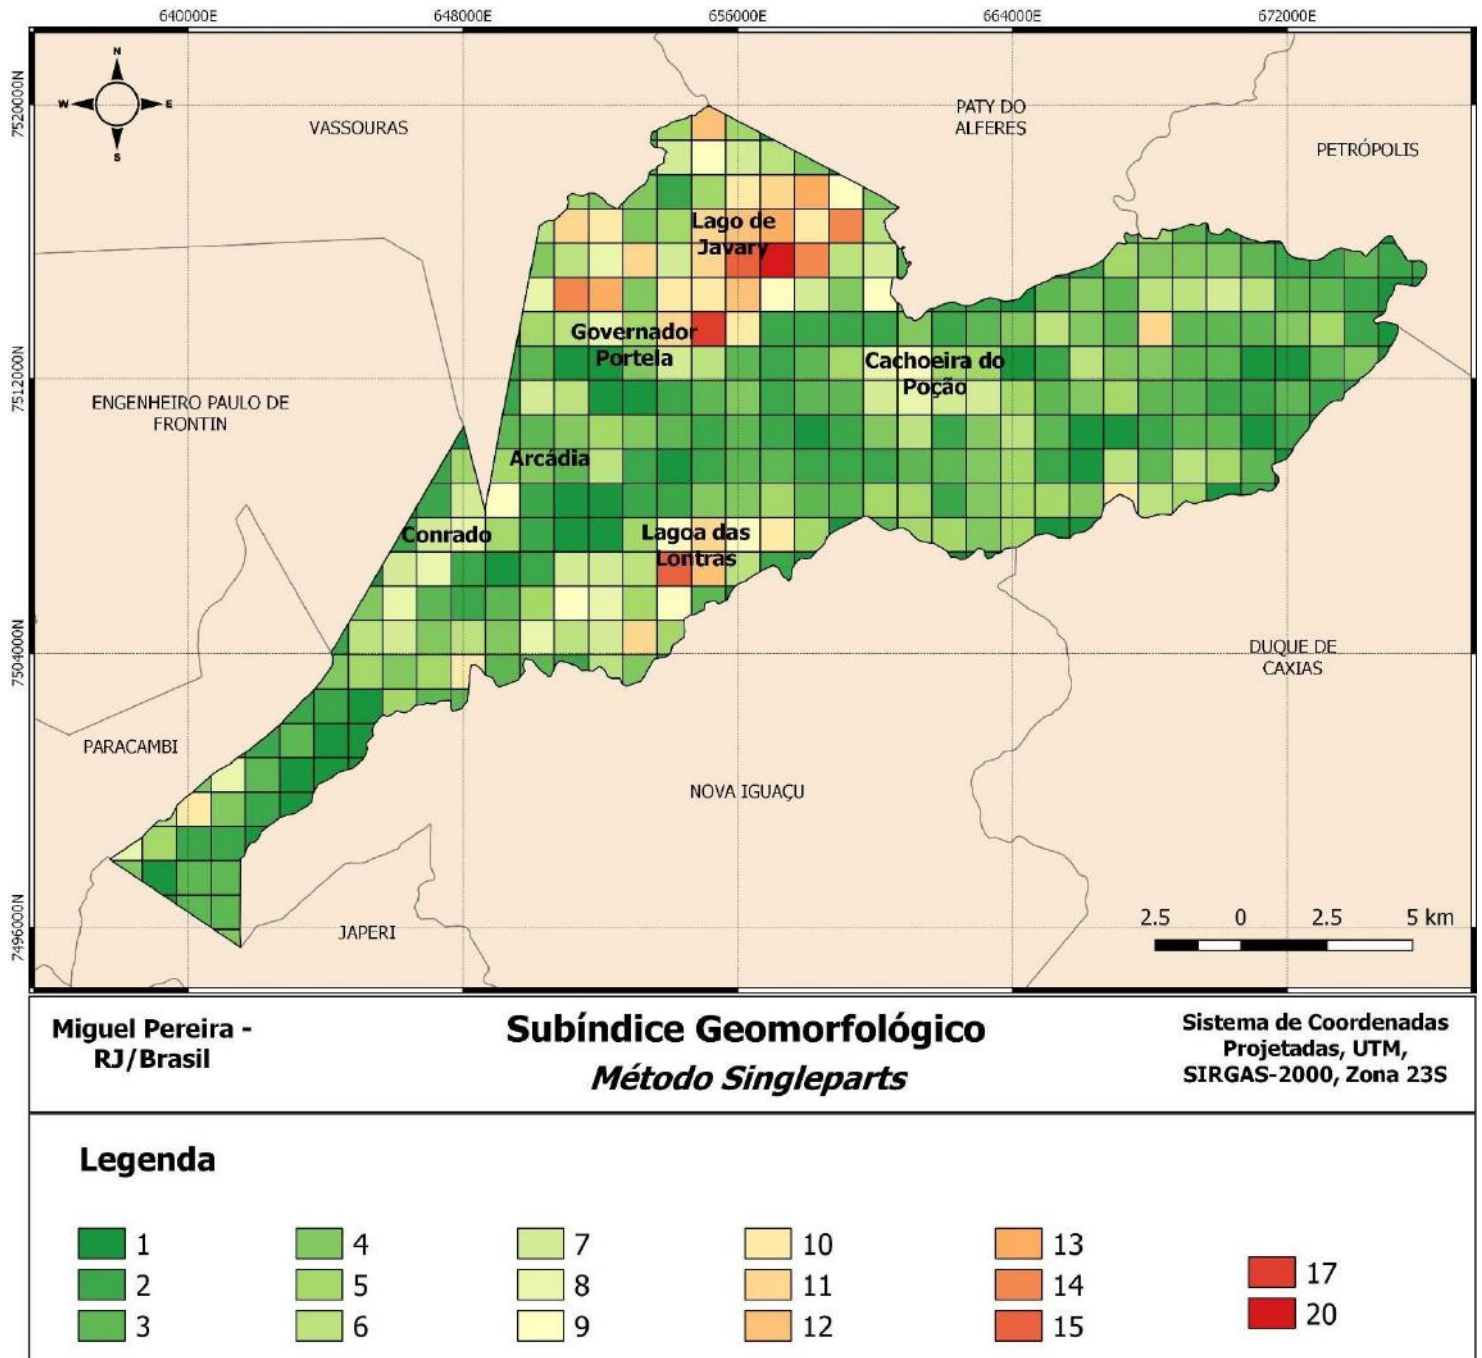 640000E
648000E
656000E
664000E
672000E
7520000N
7512000N
7504000N
7496000N
N
W
E
S
VASSOURAS
PATY DO
ALFERES
PETRÓPOLIS
Lago de
Javary
Governador
Portela
Cachoeira do
Poção
ENGENHEIRO PAULO DE
FRONTIN
Arcádia
Conrado
Lagoa das
Lontras
DUQUE DE
CAXIAS
PARACAMBI
NOVA IGUAÇU
JAPERI
2.5 0 2.5 5 km
Miguel Pereira -
RJ/Brasil
Subíndice Geomorfológico
Método Singleparts
Sistema de Coordenadas
Projetadas, UTM,
SIRGAS-2000, Zona 23S
Legenda
1
2
3
4
5
6
7
8
9
10
11
12
13
14
15
17
20